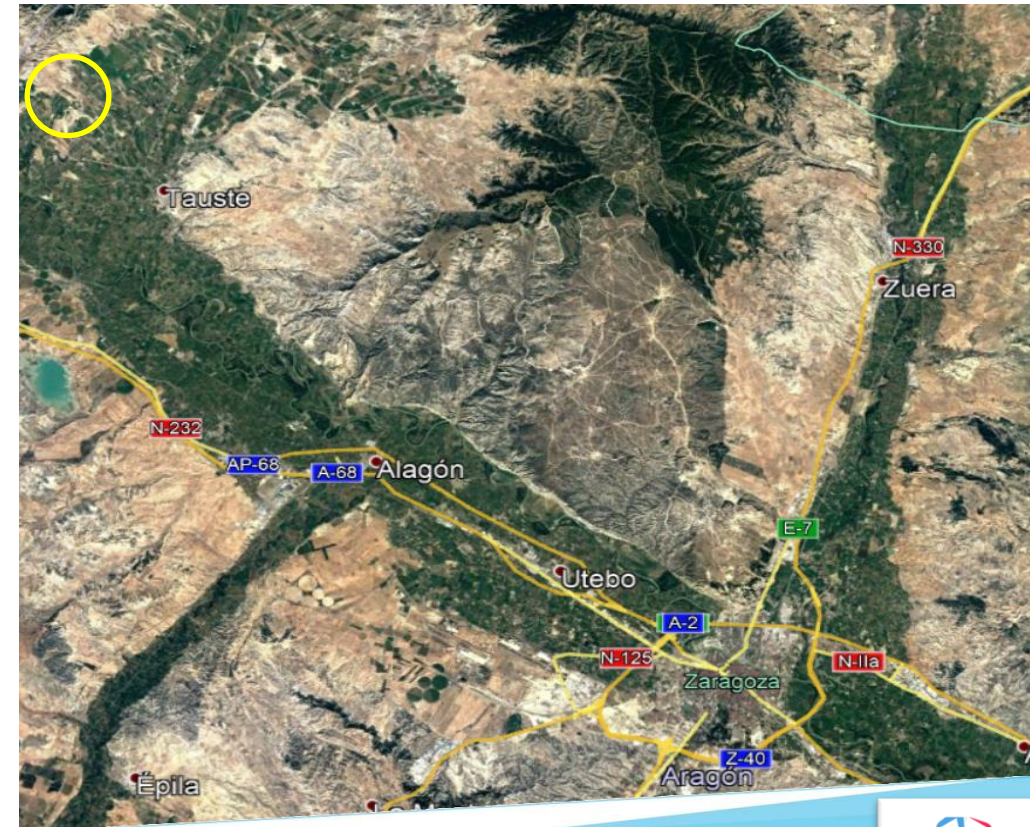 Tauste
N-330
Zuera
N-232
AP-68
A-68
Alagón
E-7
Utebo
A-2
N-125
N-IIa
Zaragoza
Z-40
Aragón
Épila